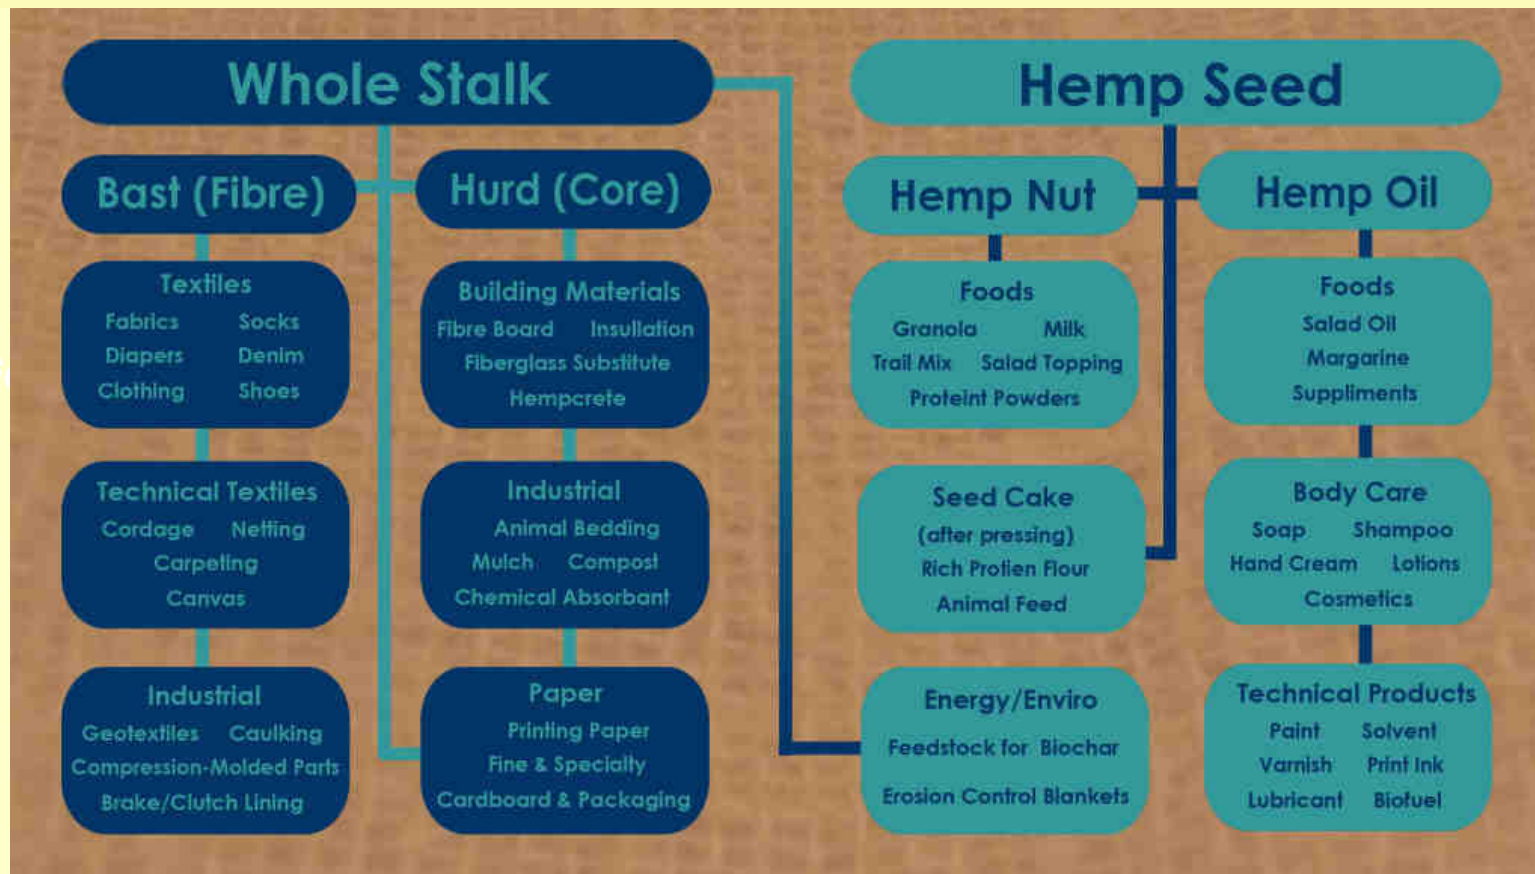 Whole Stalk
Bast (Fibre)
Textiles
Fabrics Socks
Diapers Denim
Clothing Shoes
Technical Textiles
Cordage Netting
Carpeting
Canvas
Industrial
Geotextiles Caulking
Compression-Molded Parts
Brake/Clutch Lining
Hurd (Core)
Building Materials
Fibre Board Insullation
Fiberglass Substitute
Hempcrete
Industrial
Animal Bedding
Mulch Compost
Chemical Absorbant
Paper
Printing Paper
Fine & Specialty
Cardboard & Packaging
Hemp Seed
Hemp Nut
Foods
Granola Milk
Trail Mix Salad Topping
Proteint Powders
Seed Cake
(after pressing)
Rich Protien Flour
Animal Feed
Energy/Enviro
Feedstock for Biochar
Erosion Control Blankets
Hemp Oil
Foods
Salad Oil
Margarine
Suppliments
Body Care
Soap Shampoo
Hand Cream Lotions
Cosmetics
Technical Products
Paint Solvent
Varnish Print Ink
Lubricant Biofuel